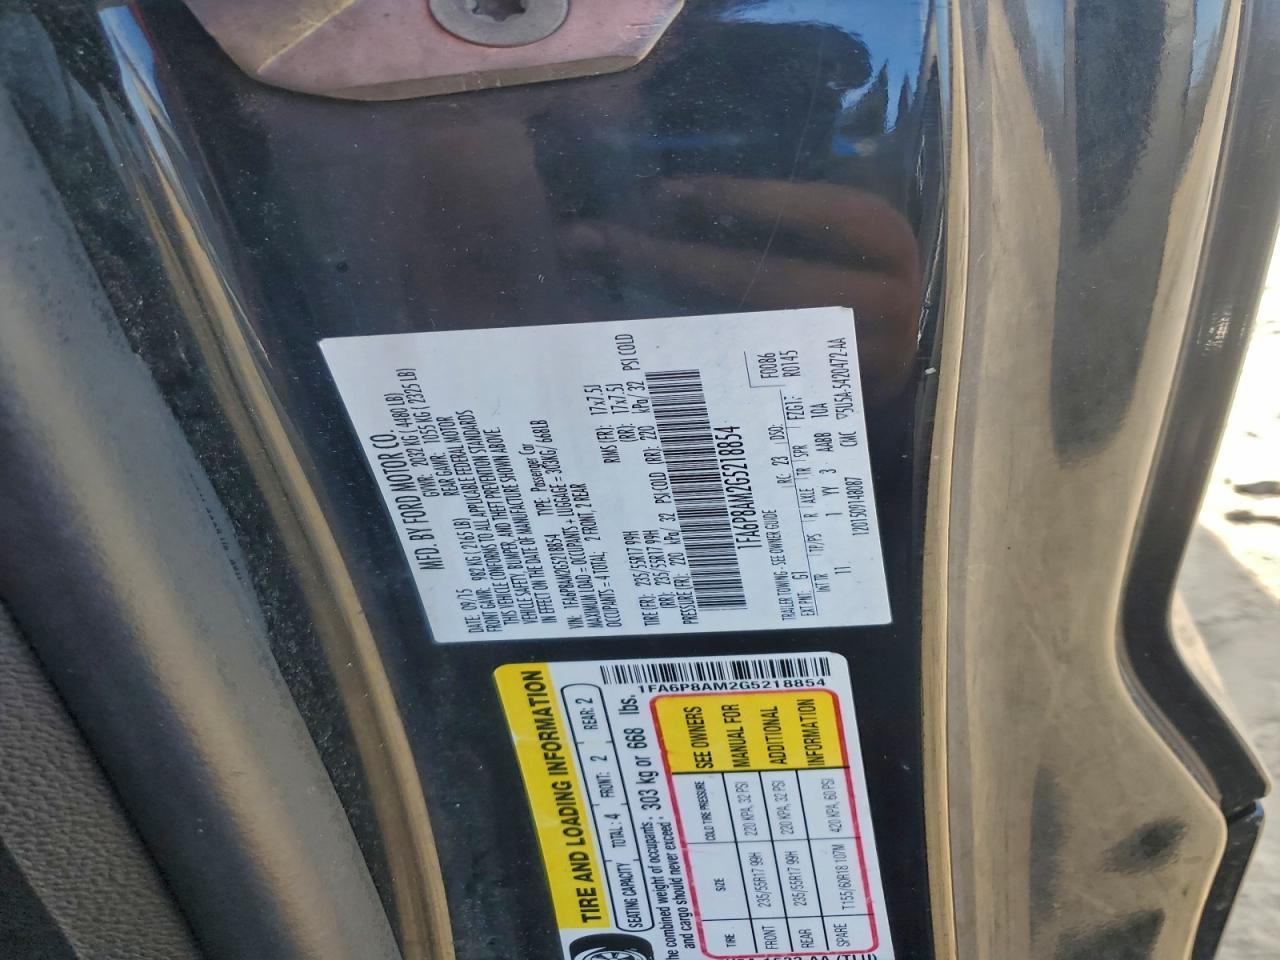 MFD. BY FORD MOTOR CO.
DATE: 09/15 GVWR: 2032 KG ( 4480 LB)
FRONT GAWR: 982 KG ( 2165 LB) REAR GAWR: 1055 KG ( 2325 LB)
THIS VEHICLE CONFORMS TO ALL APPLICABLE FEDERAL MOTOR
VEHICLE SAFETY, BUMPER, AND THEFT PREVENTION STANDARDS
IN EFFECT ON THE DATE OF MANUFACTURE SHOWN ABOVE.
VIN: 1FA6P8AM2G5218854 TYPE: Passenger Car
MAXIMUM LOAD = OCCUPANTS + LUGGAGE = 303KG/ 668LB
OCCUPANTS = 4 TOTAL: 2 FRONT, 2 REAR
TIRE (FR): 235/55R17 99H RIMS (FR): 17x7.5J
(RR): 235/55R17 99H (RR): 17x7.5J
PRESSURE (FR): 220 kPa/ 32 PSI COLD (RR): 220 kPa/ 32 PSI COLD
1FA6P8AM2G5218854
F0086
TRAILER TOWING - SEE OWNER GUIDE RC: 23 DSO: R0145
EXT PNT: G1 FZG17:
INT TR TP/PS R AXLE TR SPR
11 1 YY 3 AABB 10A
1201509148087 CMC 5U5A-5420472-AA
TIRE AND LOADING INFORMATION
SEATING CAPACITY TOTAL: 4 FRONT: 2 REAR: 2
he combined weight of occupants
and cargo should never exceed: 303 kg or 668 lbs.
1FA6P8AM2G5218854
TIRE SIZE COLD TIRE PRESSURE SEE OWNERS
FRONT 235/55R17 99H 220 KPA, 32 PSI MANUAL FOR
REAR 235/55R17 99H 220 KPA, 32 PSI ADDITIONAL
SPARE T155/60R18 107M 420 KPA, 60 PSI INFORMATION